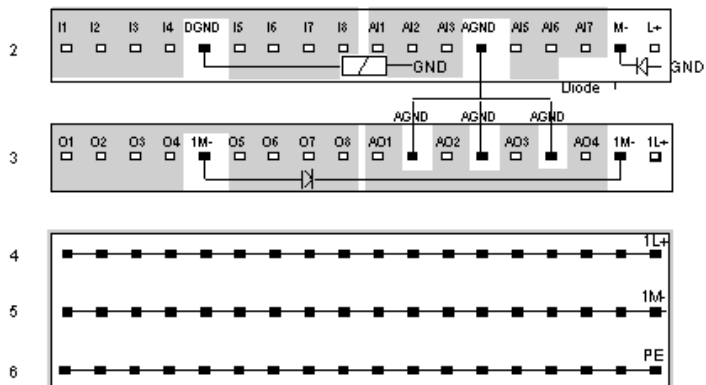 I1 I2 I3 I4 DGND I5 I6 I7 I8 AI1 AI2 AI3 AGND AI5 AI6 AI7 M- L+
2
GND GND
Diode
AGND AGND AGND
O1 O2 O3 O4 1M- O5 O6 O7 O8 AO1 AO2 AO3 AO4 1M- 1L+
3
1L+
4
1M-
5
PE
6